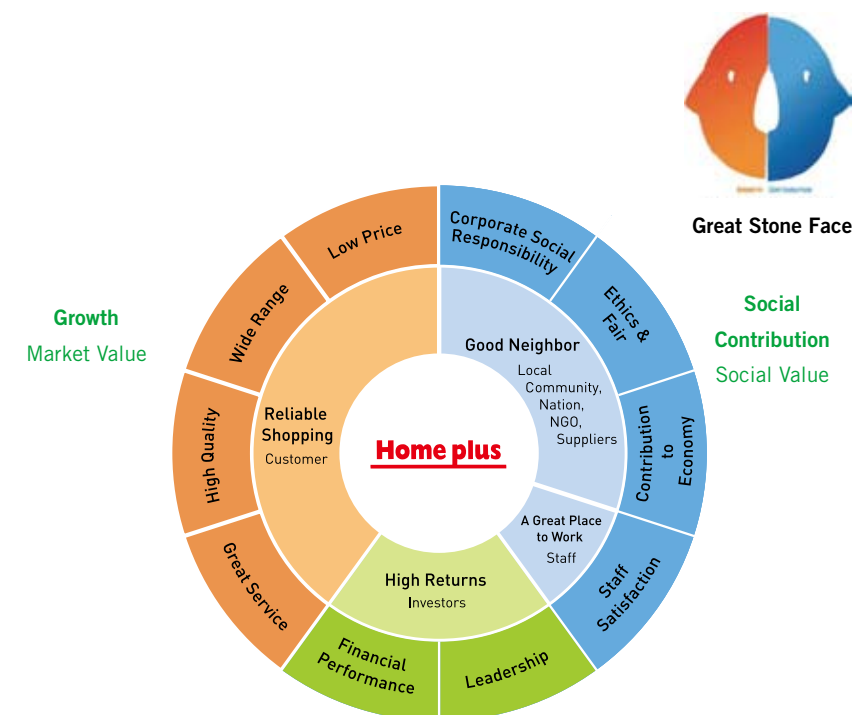 Great Stone Face
Growth
Market Value
Social
Contribution
Social Value
Low Price
Wide Range
High Quality
Great Service
Corporate Social
Responsibility
Ethics &
Fair
Contribution
to
Economy
Staff
Satisfaction
Leadership
Financial
Performance
Reliable
Shopping
Customer
Good Neighbor
Local
Community,
Nation,
NGO,
Suppliers
A Great Place
to Work
Staff
High Returns
Investors
Home plus